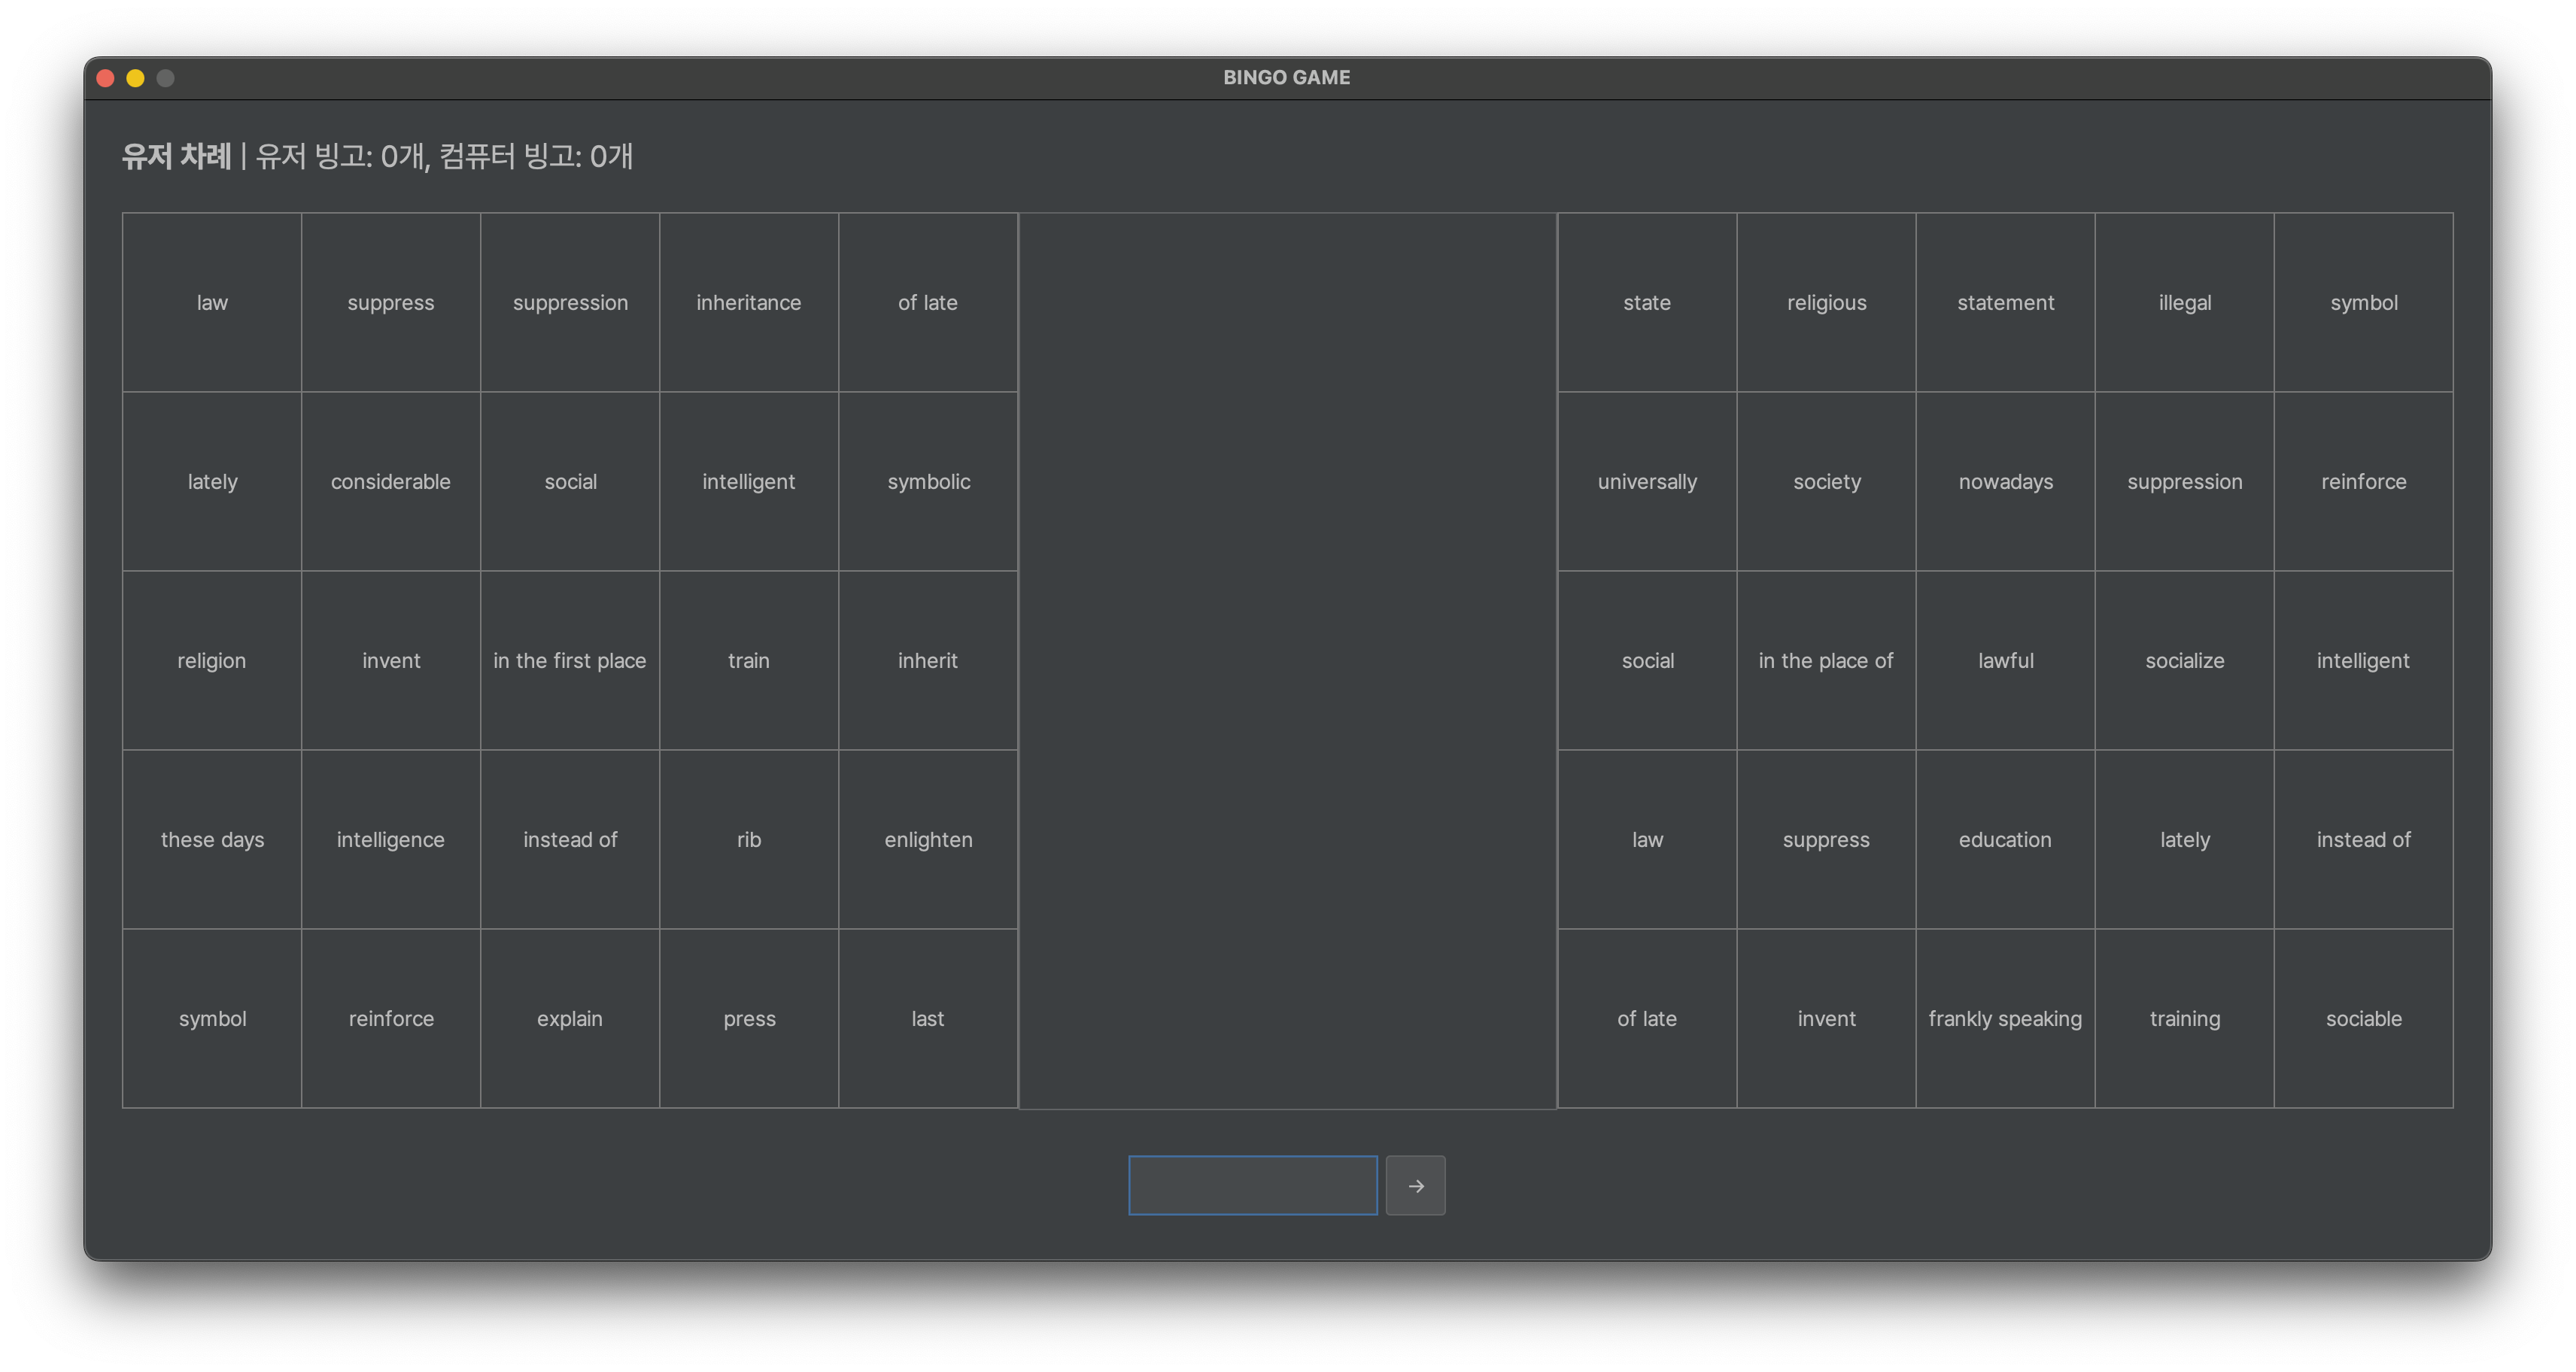 BINGO GAME
유저 차례 | 유저 빙고: 0개, 컴퓨터 빙고: 0개
law suppress suppression inheritance of late
lately considerable social intelligent symbolic
religion invent in the first place train inherit
these days intelligence instead of rib enlighten
symbol reinforce explain press last
state religious statement illegal symbol
universally society nowadays suppression reinforce
social in the place of lawful socialize intelligent
law suppress education lately instead of
of late invent frankly speaking training sociable
→